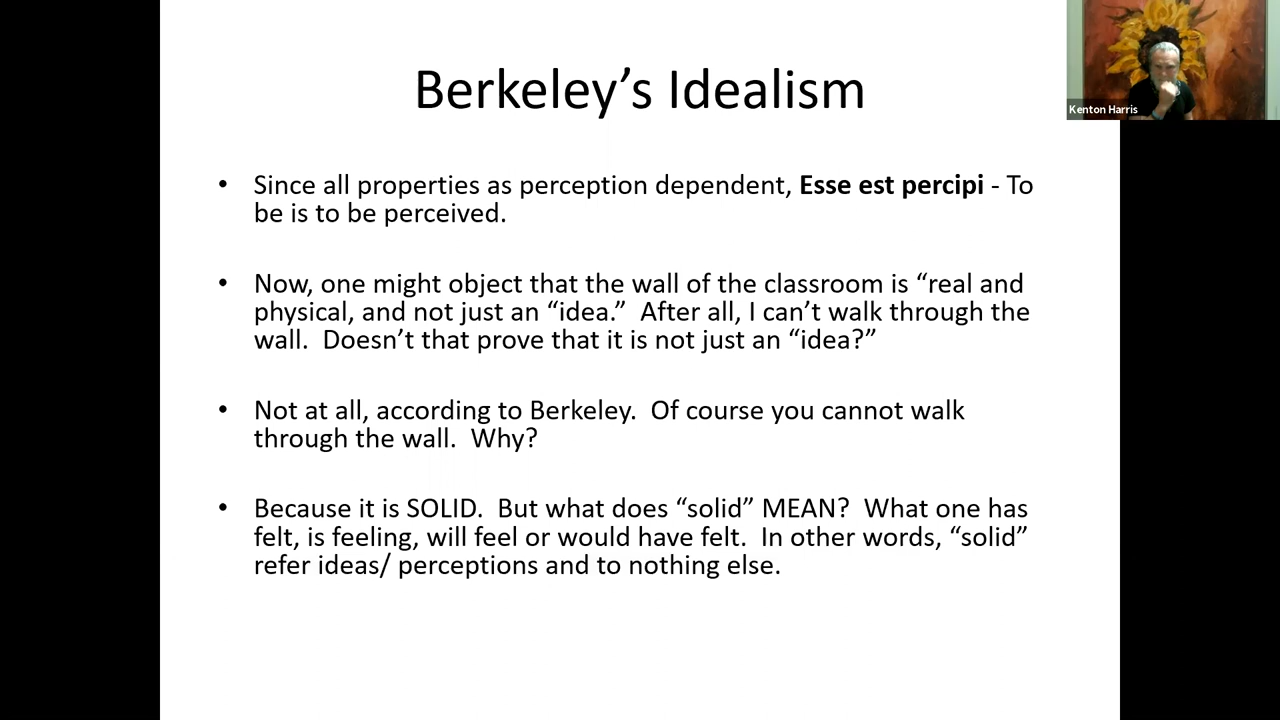 Berkeley’s Idealism
Kenton Harris
• Since all properties as perception dependent, Esse est percipi - To
be is to be perceived.
• Now, one might object that the wall of the classroom is “real and
physical, and not just an “idea.”  After all, I can’t walk through the
wall.  Doesn’t that prove that it is not just an “idea?”
• Not at all, according to Berkeley.  Of course you cannot walk
through the wall.  Why?
• Because it is SOLID.  But what does “solid” MEAN?  What one has
felt, is feeling, will feel or would have felt.  In other words, “solid”
refer ideas/ perceptions and to nothing else.